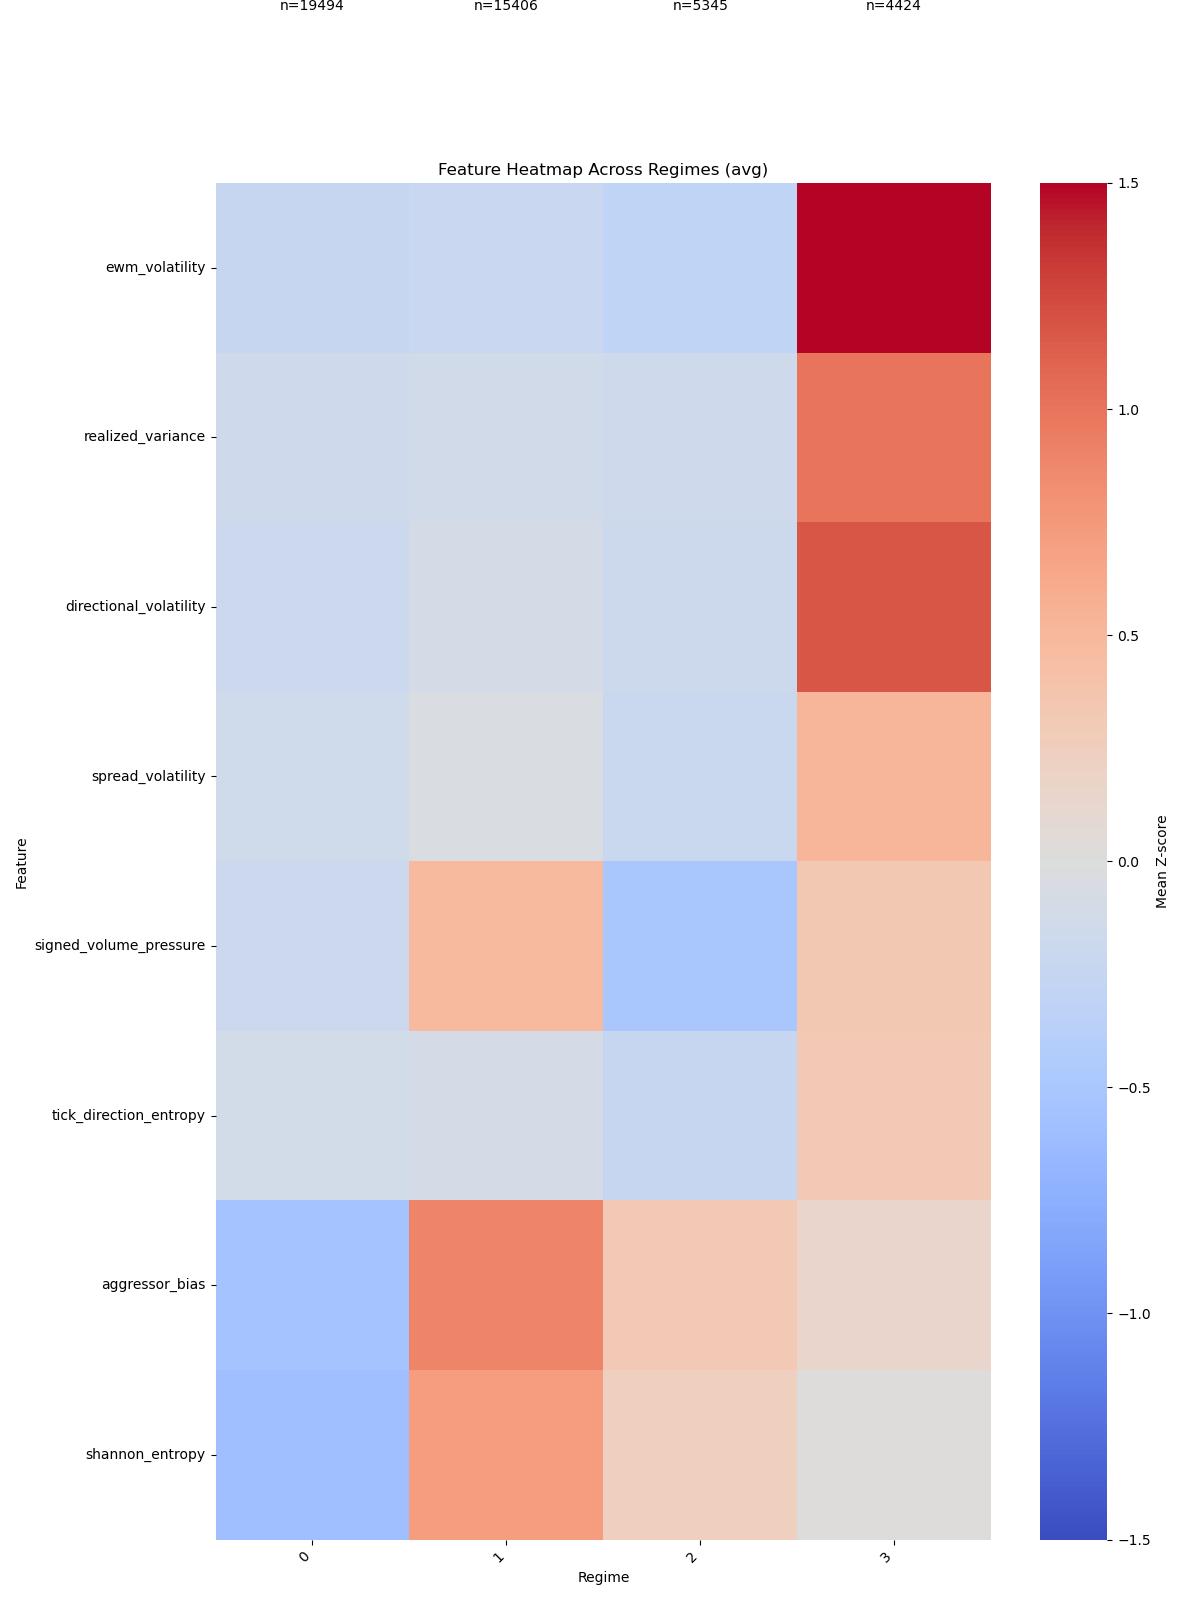 n=19494 n=15406 n=5345 n=4424
Feature Heatmap Across Regimes (avg)
Feature
ewm_volatility
realized_variance
directional_volatility
spread_volatility
signed_volume_pressure
tick_direction_entropy
aggressor_bias
shannon_entropy
0 1 2 3
Regime
1.5
1.0
0.5
0.0
−0.5
−1.0
−1.5
Mean Z-score